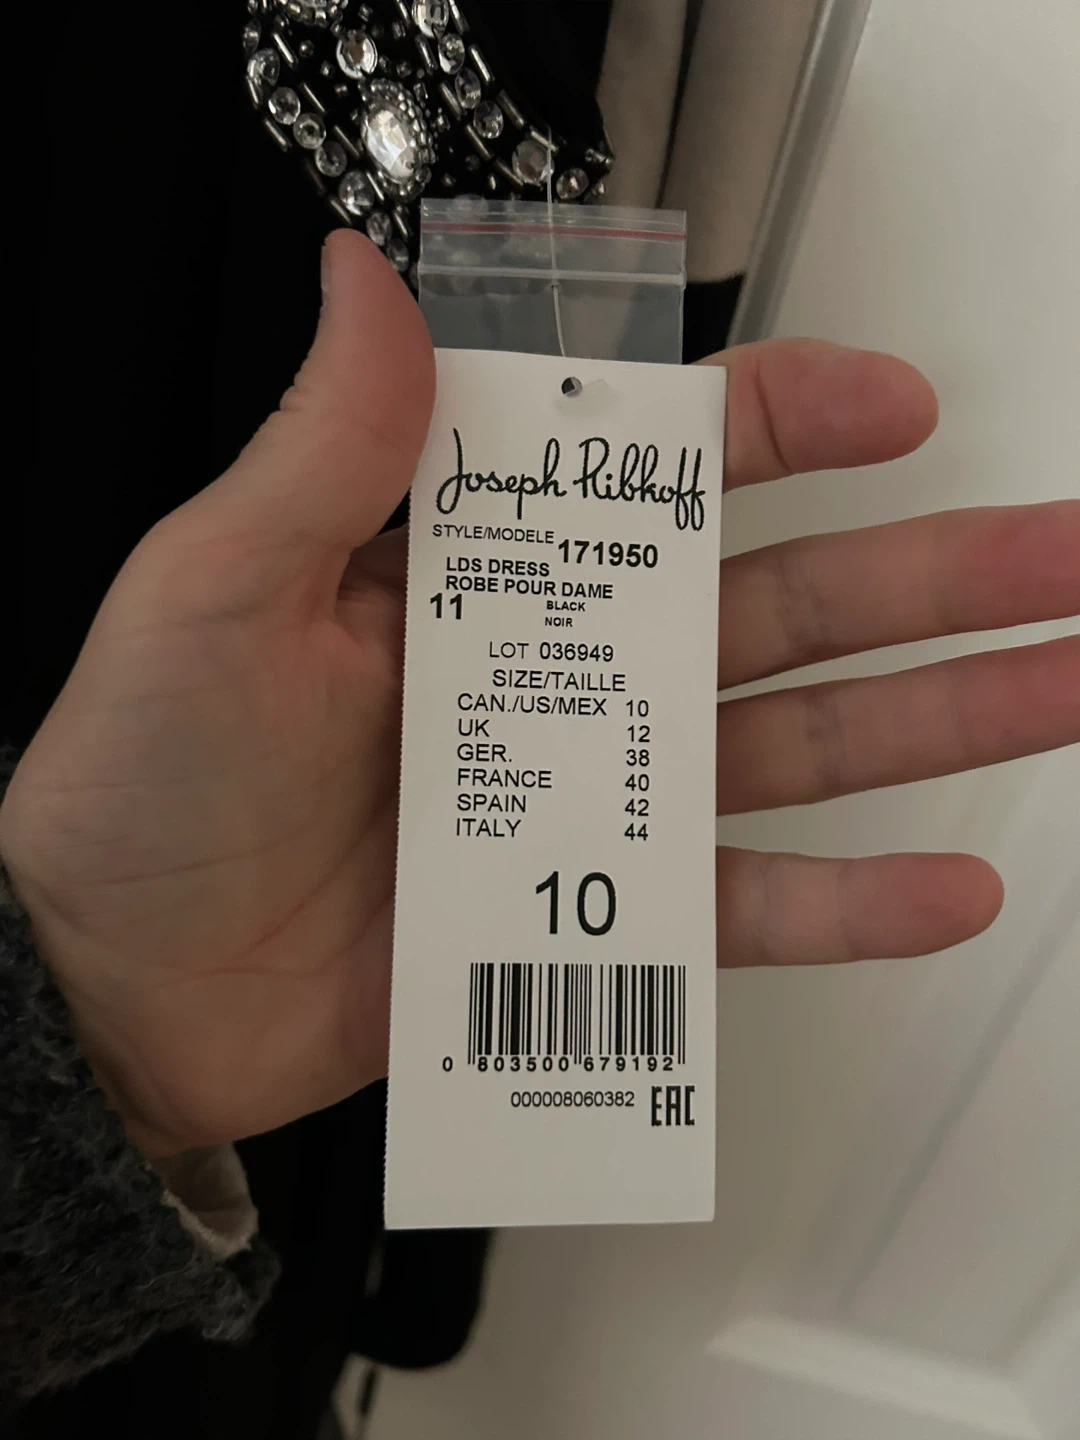 Joseph Ribkoff
STYLE/MODELE 171950
LDS DRESS
ROBE POUR DAME
11 BLACK
NOIR
LOT 036949
SIZE/TAILLE
CAN./US/MEX 10
UK 12
GER. 38
FRANCE 40
SPAIN 42
ITALY 44
10
0 803500 679192
000008060382 EAC